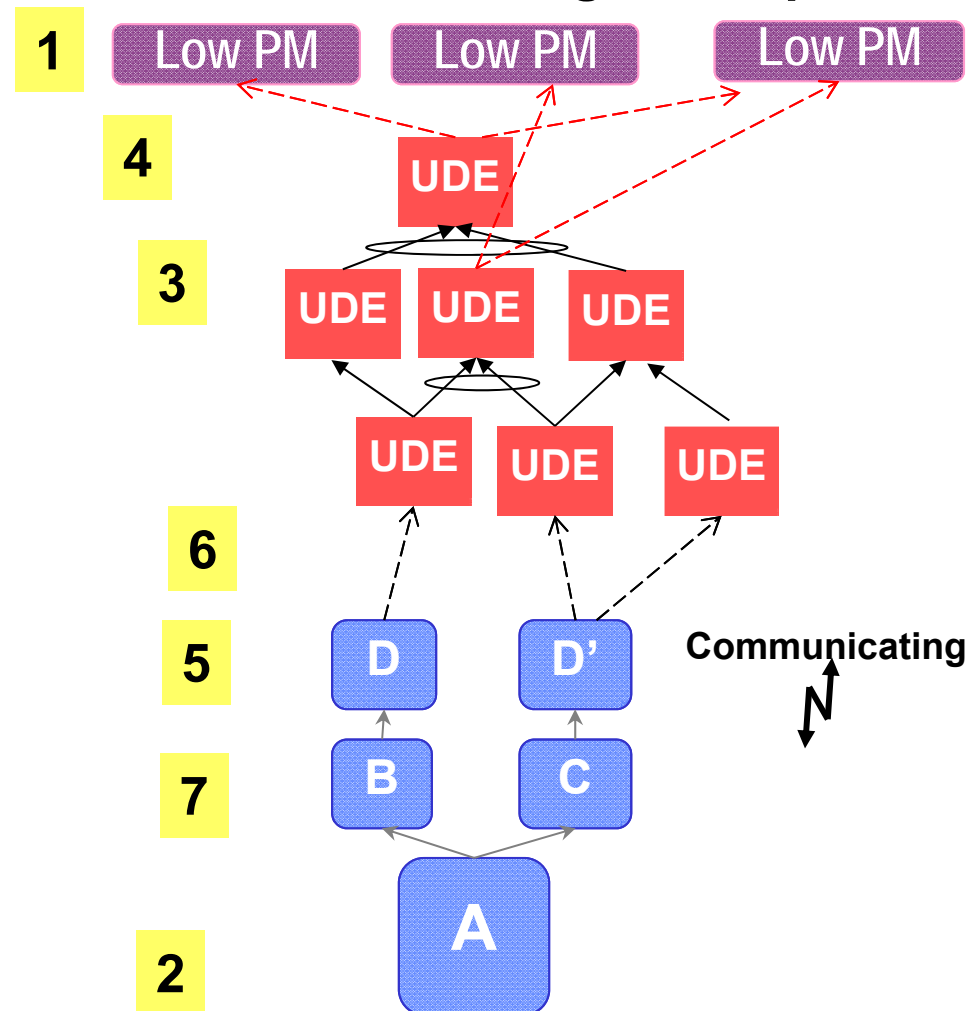 1 Low PM Low PM Low PM
4
UDE
3
UDE UDE UDE
UDE UDE UDE
6
5 D D’ Communicating
7 B C
A
2